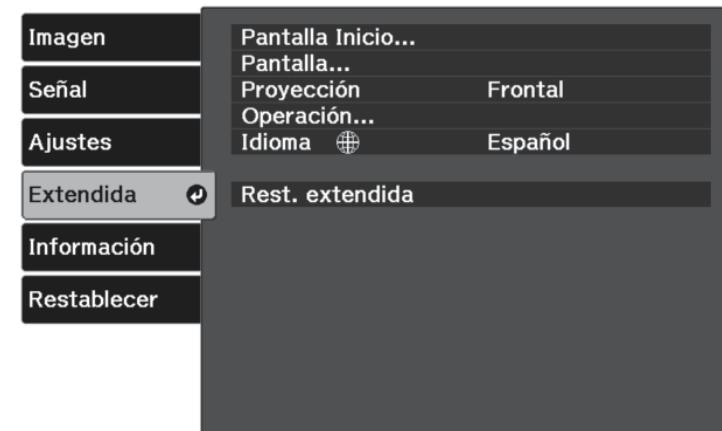 Imagen
Señal
Ajustes
Extendida
Información
Restablecer
Pantalla Inicio...
Pantalla...
Proyección Frontal
Operación...
Idioma Español
Rest. extendida